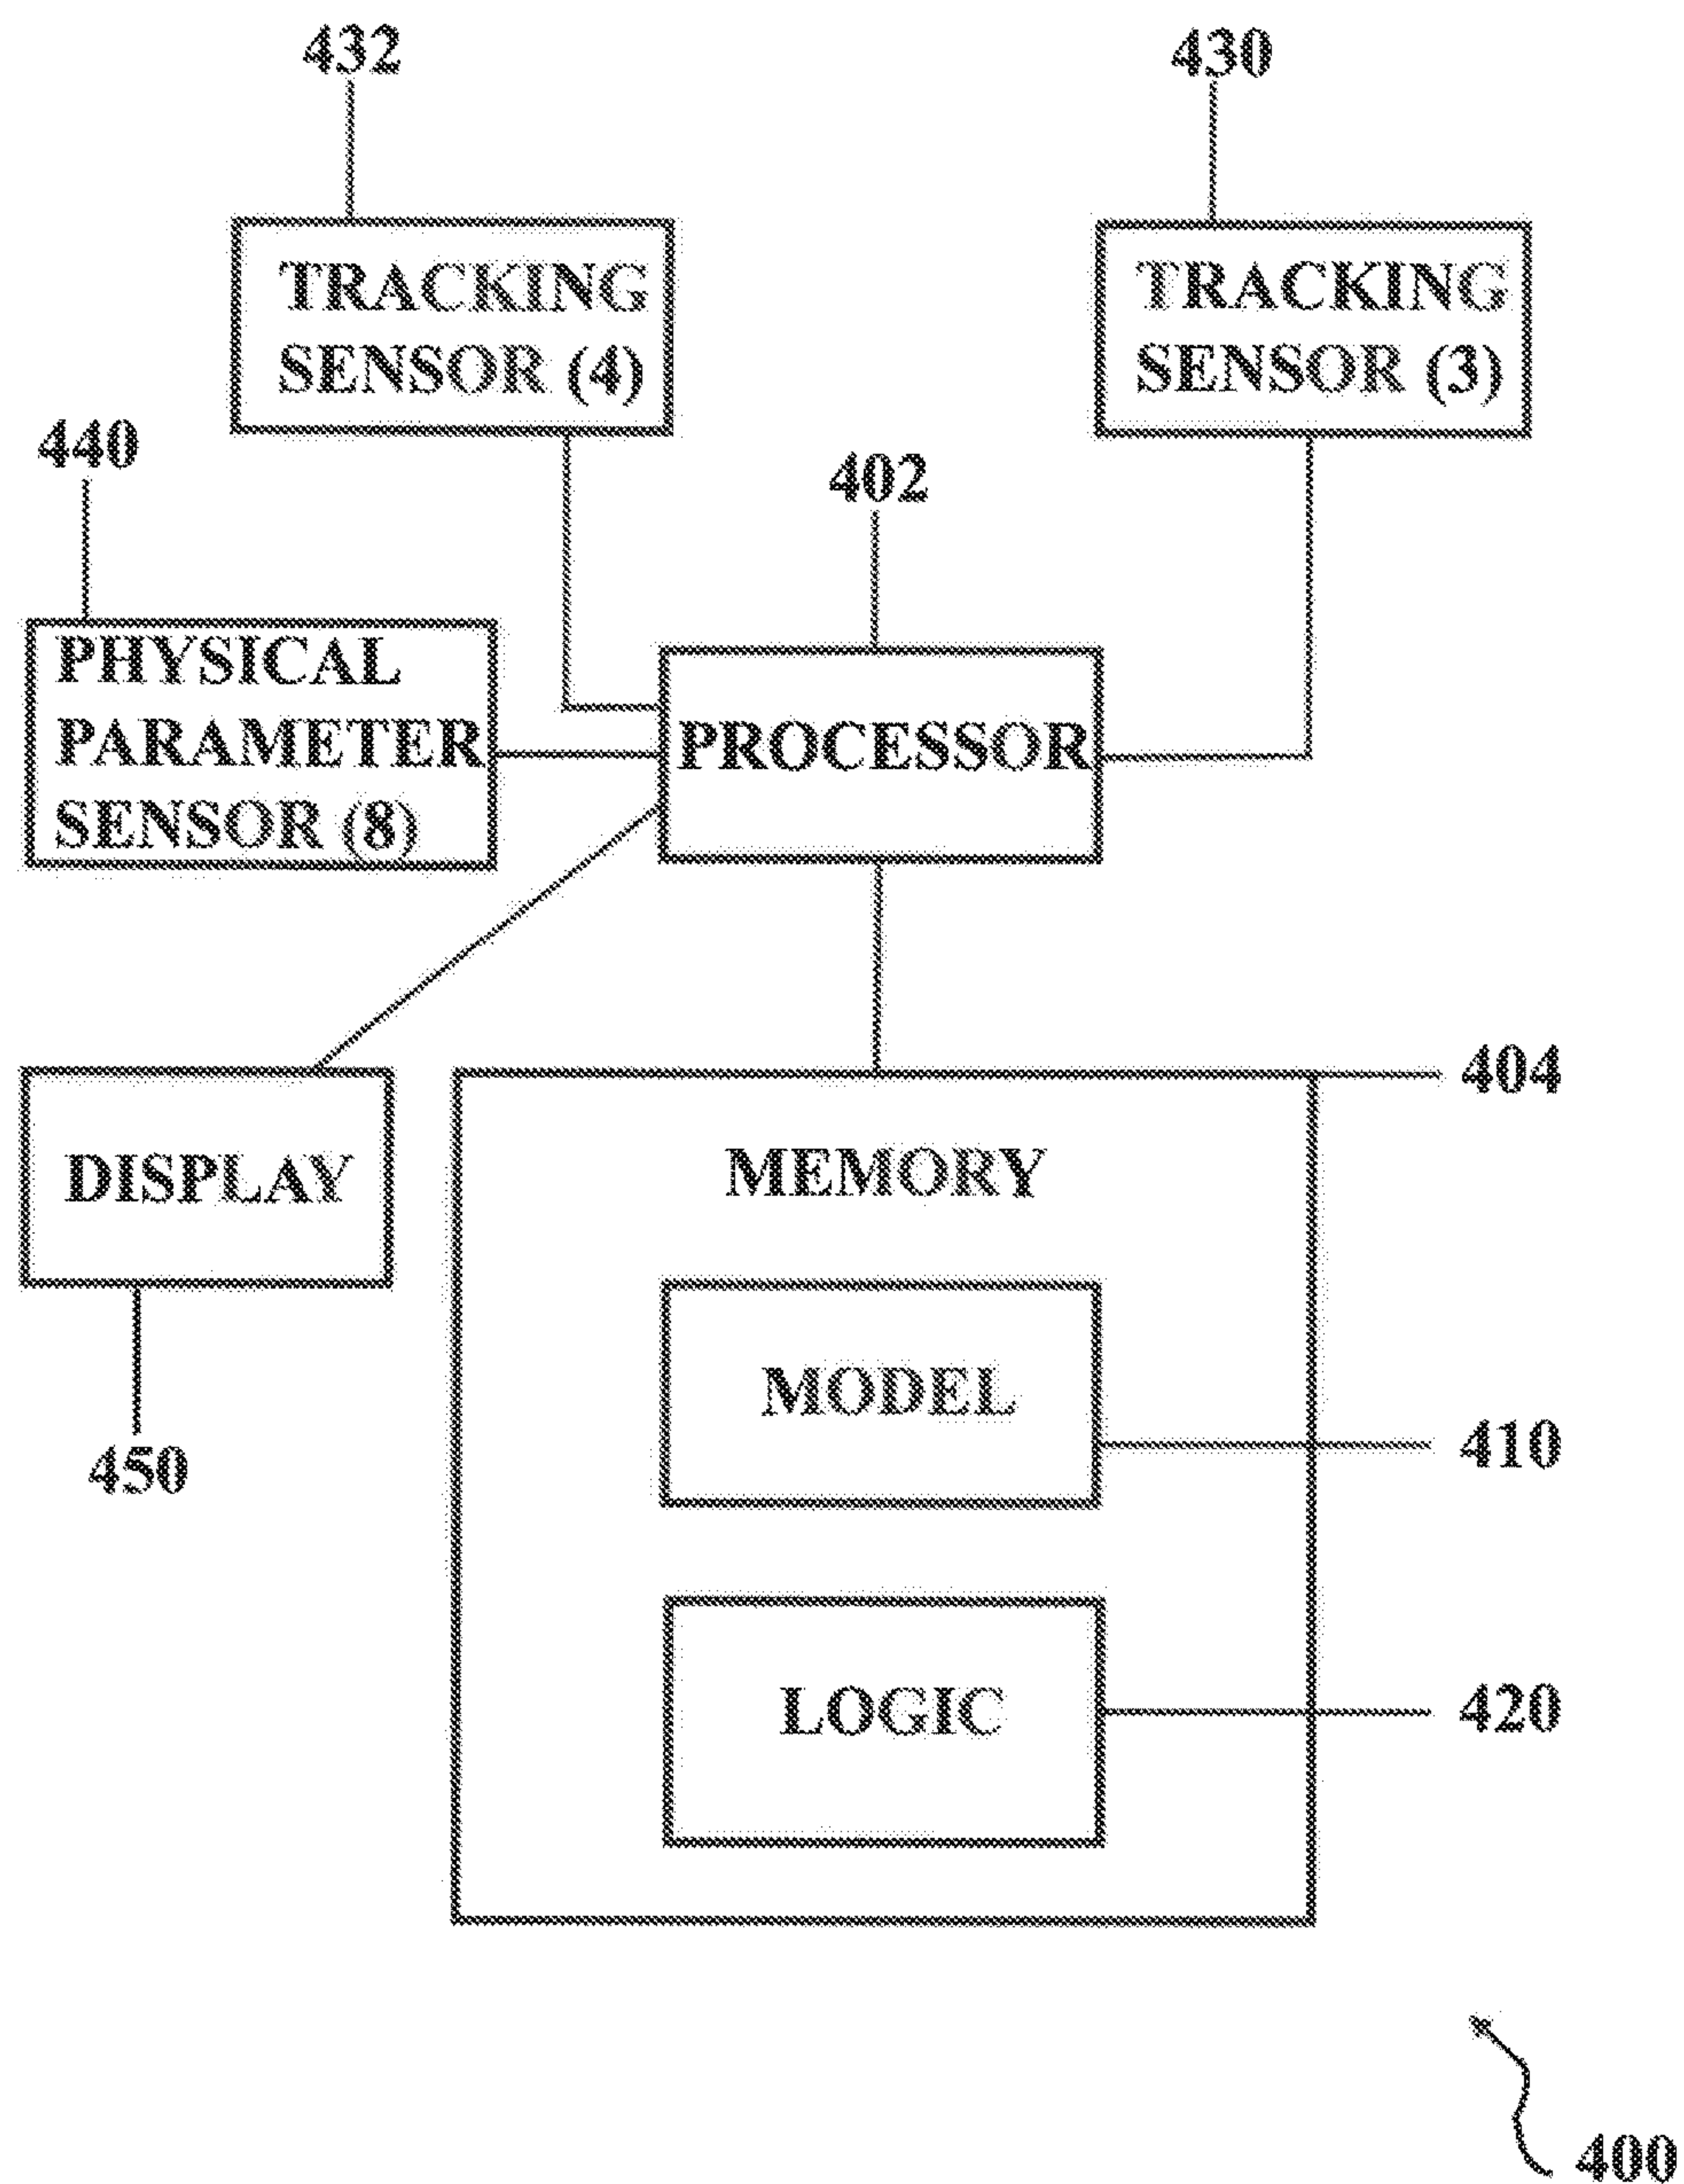 432
430
TRACKING
SENSOR (4)
TRACKING
SENSOR (3)
440
402
PHYSICAL
PARAMETER
SENSOR (8)
PROCESSOR
404
MEMORY
DISPLAY
MODEL
410
450
LOGIC
420
400